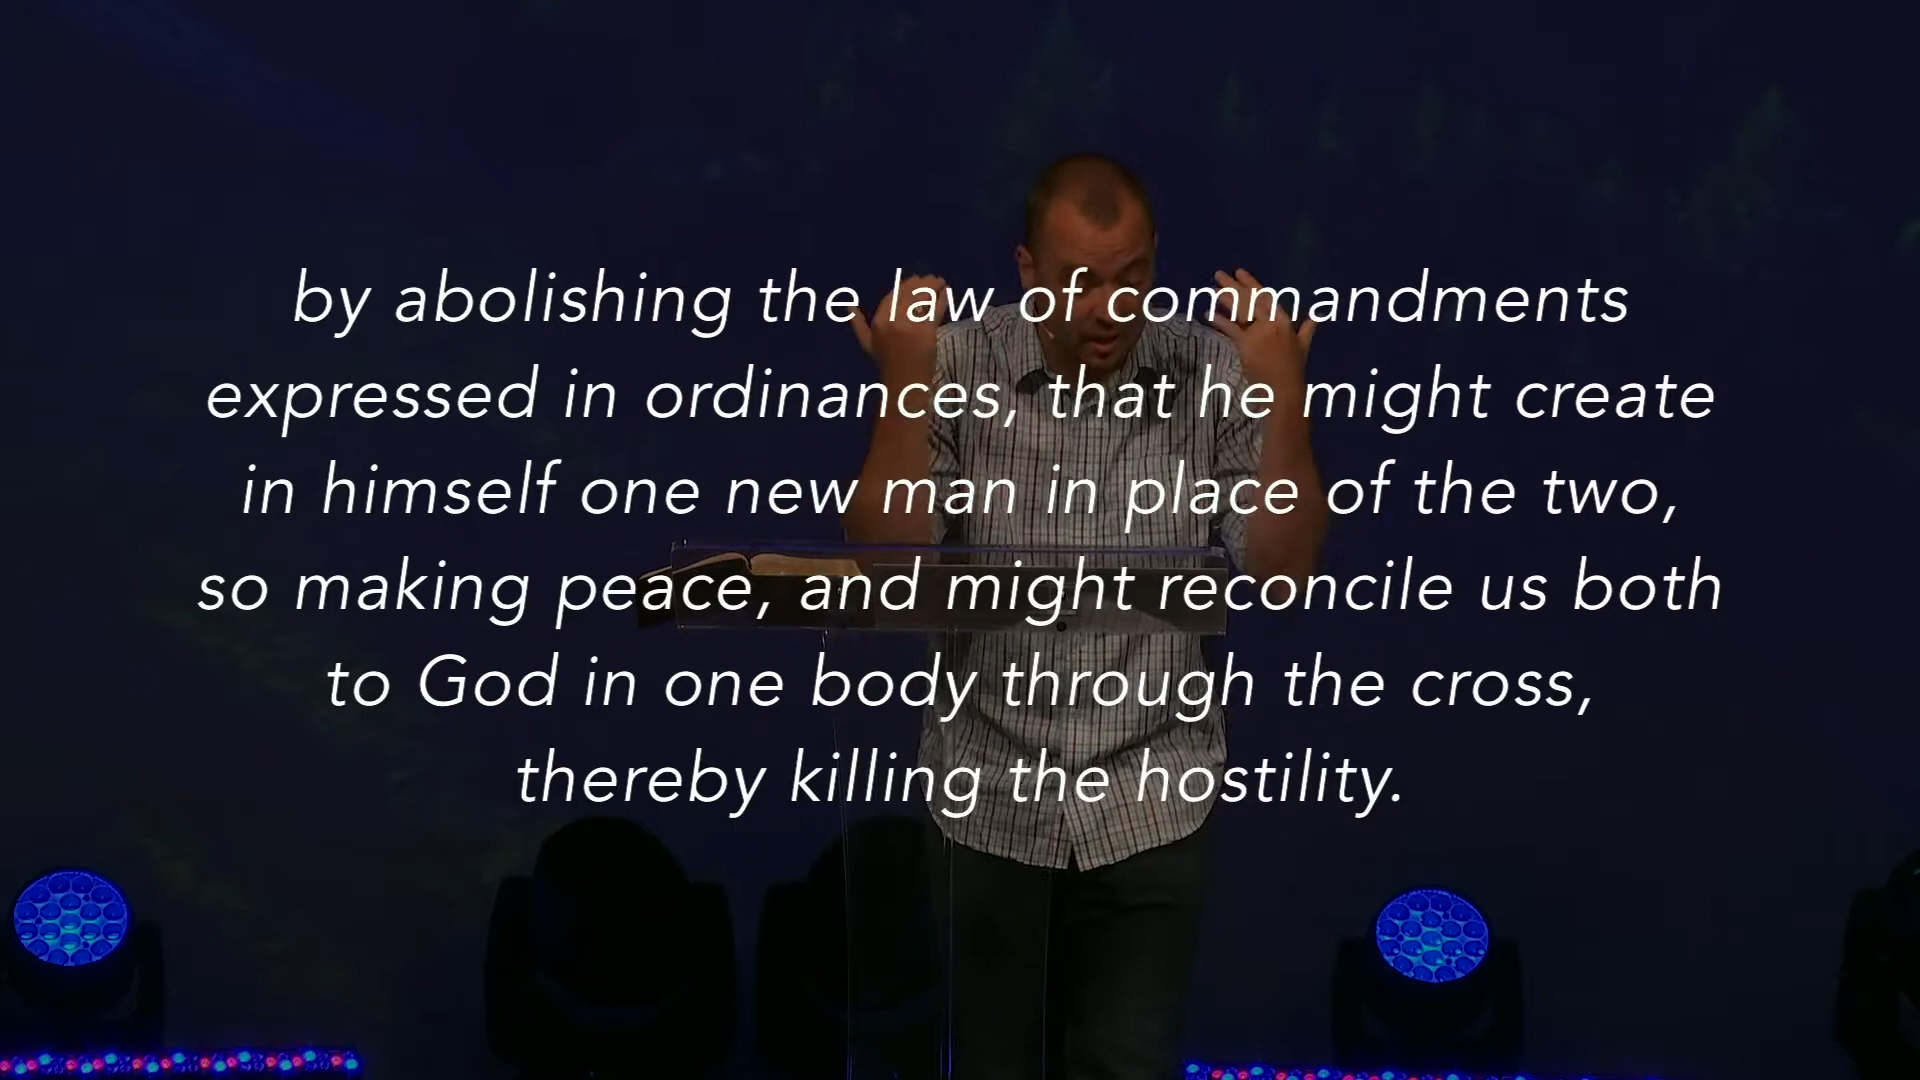 by abolishing the law of commandments
expressed in ordinances, that he might create
in himself one new man in place of the two,
so making peace, and might reconcile us both
to God in one body through the cross,
thereby killing the hostility.